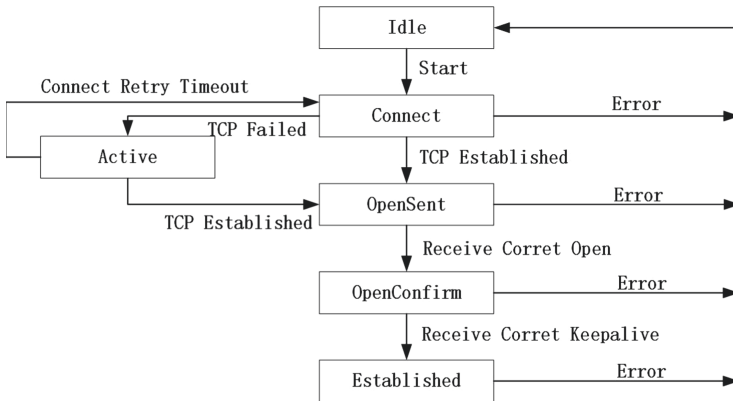 Idle
Start
Connect Retry Timeout
Connect
Error
TCP Failed
Active
TCP Established
OpenSent
Error
TCP Established
Receive Corret Open
OpenConfirm
Error
Receive Corret Keepalive
Established
Error